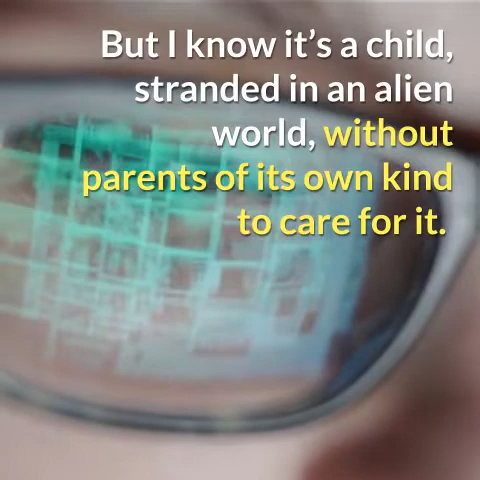 But I know it’s a child,
stranded in an alien
world, without
parents of its own kind
to care for it.